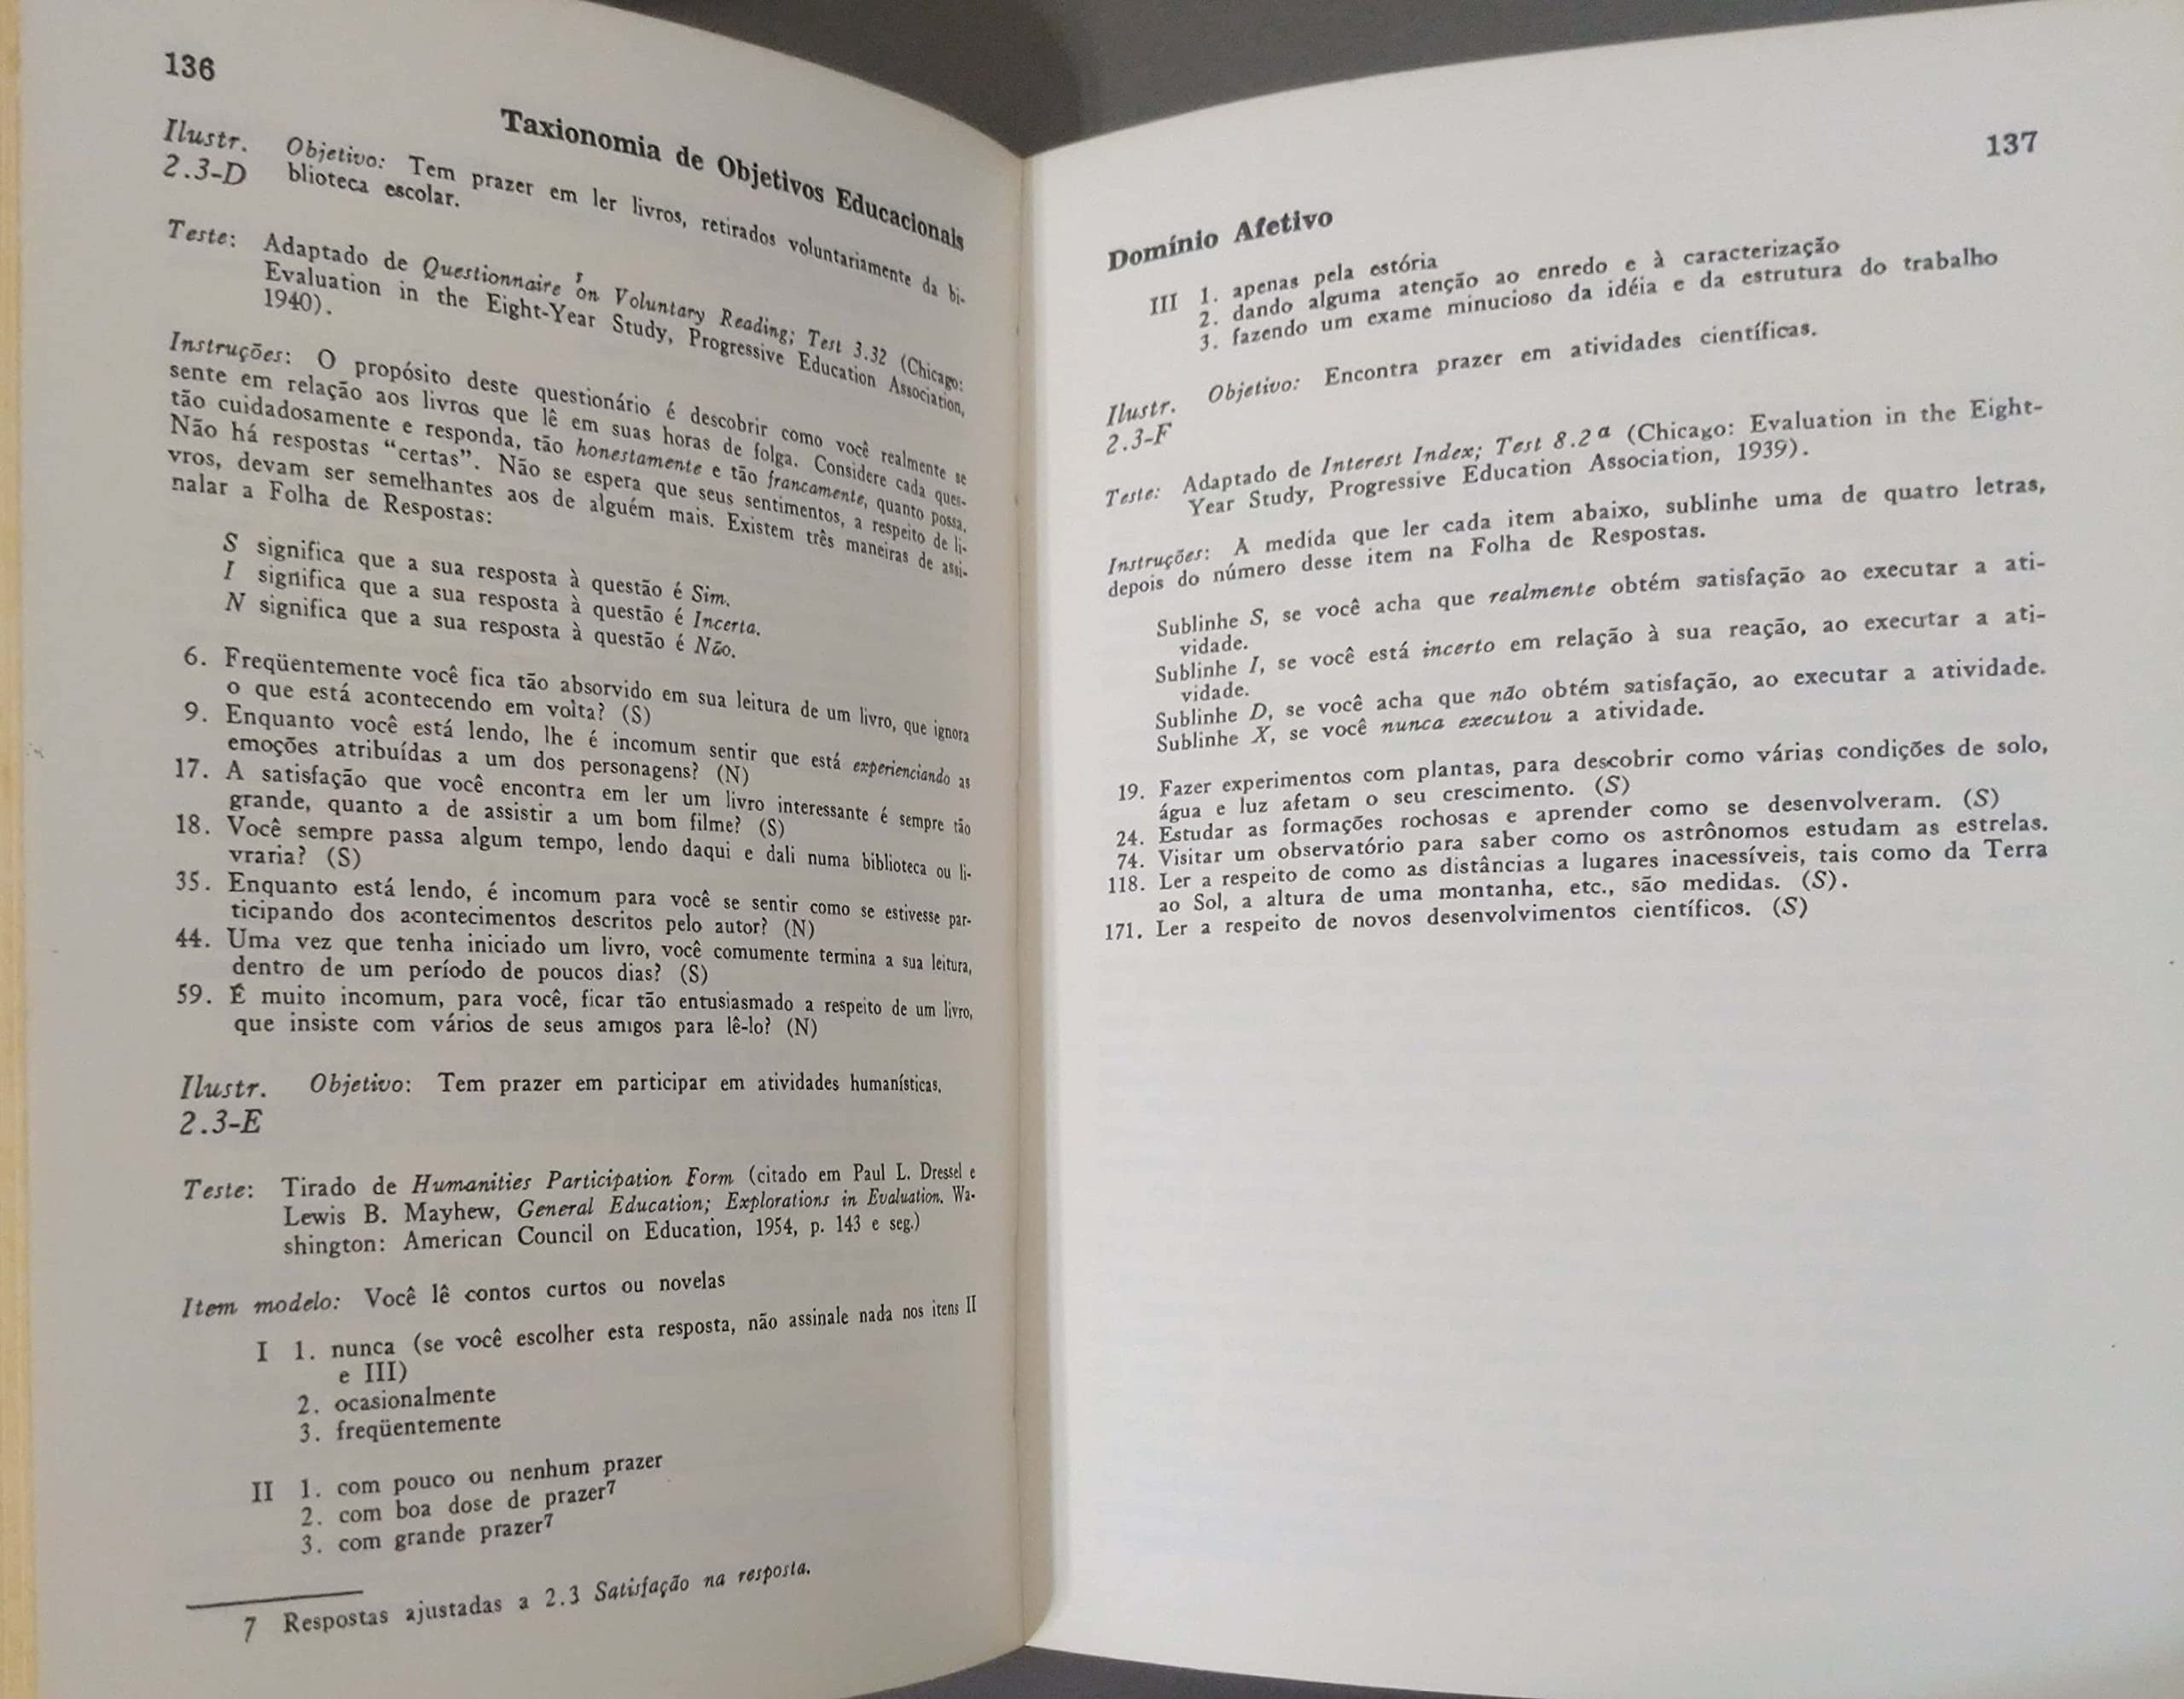 136
Taxionomia de Objetivos Educacionais
Ilustr. Objetivo: Tem prazer em ler livros, retirados voluntariamente da bi-
2.3-D blioteca escolar.
Teste: Adaptado de Questionnaire on Voluntary Reading; Test 3.32 (Chicago:
Evaluation in the Eight-Year Study, Progressive Education Association,
1940).
Instruções: O propósito deste questionário é descobrir como você realmente se
sente em relação aos livros que lê em suas horas de folga. Considere cada ques-
tão cuidadosamente e responda, tão honestamente e tão francamente, quanto possa.
Não há respostas “certas”. Não se espera que seus sentimentos, a respeito de li-
vros, devam ser semelhantes aos de alguém mais. Existem três maneiras de assi-
nalar a Folha de Respostas:
S significa que a sua resposta à questão é Sim.
I significa que a sua resposta à questão é Incerta.
N significa que a sua resposta à questão é Não.
6. Freqüentemente você fica tão absorvido em sua leitura de um livro, que ignora
o que está acontecendo em volta? (S)
9. Enquanto você está lendo, lhe é incomum sentir que está experienciando as
emoções atribuídas a um dos personagens? (N)
17. A satisfação que você encontra em ler um livro interessante é sempre tão
grande, quanto a de assistir a um bom filme? (S)
18. Você sempre passa algum tempo, lendo daqui e dali numa biblioteca ou li-
vraria? (S)
35. Enquanto está lendo, é incomum para você se sentir como se estivesse par-
ticipando dos acontecimentos descritos pelo autor? (N)
44. Uma vez que tenha iniciado um livro, você comumente termina a sua leitura,
dentro de um período de poucos dias? (S)
59. É muito incomum, para você, ficar tão entusiasmado a respeito de um livro,
que insiste com vários de seus amigos para lê-lo? (N)
Ilustr. Objetivo: Tem prazer em participar em atividades humanísticas.
2.3-E
Teste: Tirado de Humanities Participation Form (citado em Paul L. Dressel e
Lewis B. Mayhew, General Education; Explorations in Evaluation. Wa-
shington: American Council on Education, 1954, p. 143 e seg.)
Item modelo: Você lê contos curtos ou novelas
I 1. nunca (se você escolher esta resposta, não assinale nada nos itens II
e III)
2. ocasionalmente
3. freqüentemente
II 1. com pouco ou nenhum prazer
2. com boa dose de prazer7
3. com grande prazer7
7 Respostas ajustadas a 2.3 Satisfação na resposta.
137
Domínio Afetivo
III 1. apenas pela estória
2. dando alguma atenção ao enredo e à caracterização
3. fazendo um exame minucioso da idéia e da estrutura do trabalho
Ilustr. Objetivo: Encontra prazer em atividades científicas.
2.3-F
Teste: Adaptado de Interest Index; Test 8.2a (Chicago: Evaluation in the Eight-
Year Study, Progressive Education Association, 1939).
Instruções: A medida que ler cada item abaixo, sublinhe uma de quatro letras,
depois do número desse item na Folha de Respostas.
Sublinhe S, se você acha que realmente obtém satisfação ao executar a ati-
vidade.
Sublinhe I, se você está incerto em relação à sua reação, ao executar a ati-
vidade.
Sublinhe D, se você acha que não obtém satisfação, ao executar a atividade.
Sublinhe X, se você nunca executou a atividade.
19. Fazer experimentos com plantas, para descobrir como várias condições de solo,
água e luz afetam o seu crescimento. (S)
24. Estudar as formações rochosas e aprender como se desenvolveram. (S)
74. Visitar um observatório para saber como os astrônomos estudam as estrelas.
118. Ler a respeito de como as distâncias a lugares inacessíveis, tais como da Terra
ao Sol, a altura de uma montanha, etc., são medidas. (S).
171. Ler a respeito de novos desenvolvimentos científicos. (S)